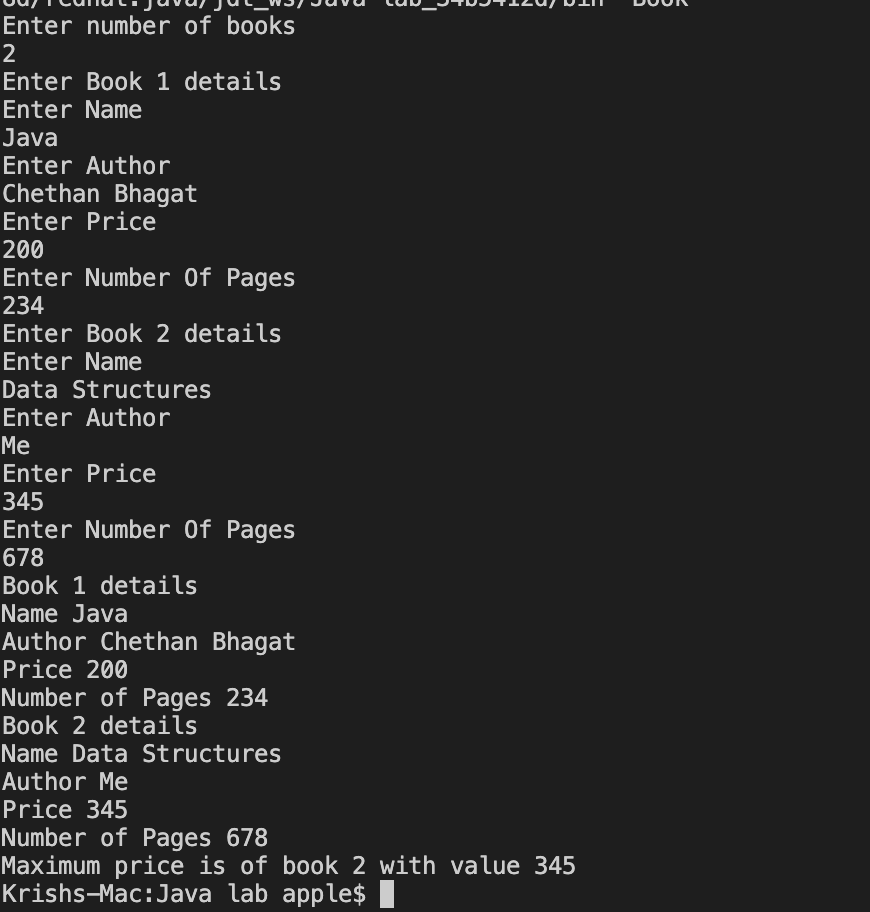 8d/redhat.java/jdt_ws/Java lab_54b5412d/bin" Book
Enter number of books
2
Enter Book 1 details
Enter Name
Java
Enter Author
Chethan Bhagat
Enter Price
200
Enter Number Of Pages
234
Enter Book 2 details
Enter Name
Data Structures
Enter Author
Me
Enter Price
345
Enter Number Of Pages
678
Book 1 details
Name Java
Author Chethan Bhagat
Price 200
Number of Pages 234
Book 2 details
Name Data Structures
Author Me
Price 345
Number of Pages 678
Maximum price is of book 2 with value 345
Krishs-Mac:Java lab apple$